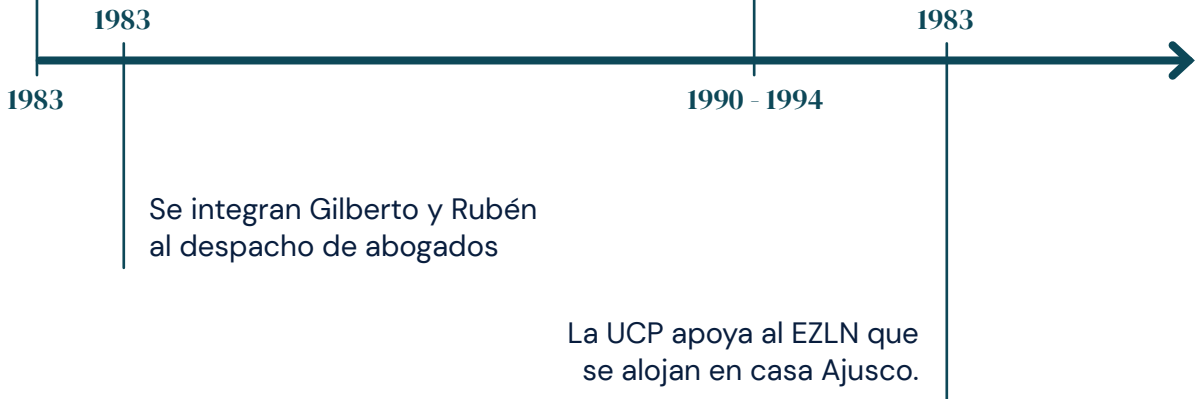 1983
1983
1983
1990 - 1994
Se integran Gilberto y Rubén
al despacho de abogados
La UCP apoya al EZLN que
se alojan en casa Ajusco.